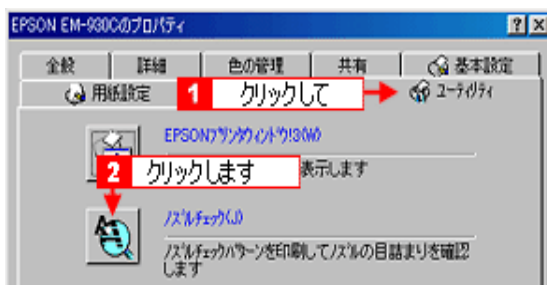 EPSON EM-930Cのプロパティ
全般 詳細 色の管理 共有 基本設定
用紙設定 1 クリックして ユーティリティ
EPSONプリンタウィンドウ!3(W)
2 クリックします 表示します
ノズルチェック(J)
ノズルチェックパターンを印刷してノズルの目詰まりを確認
します